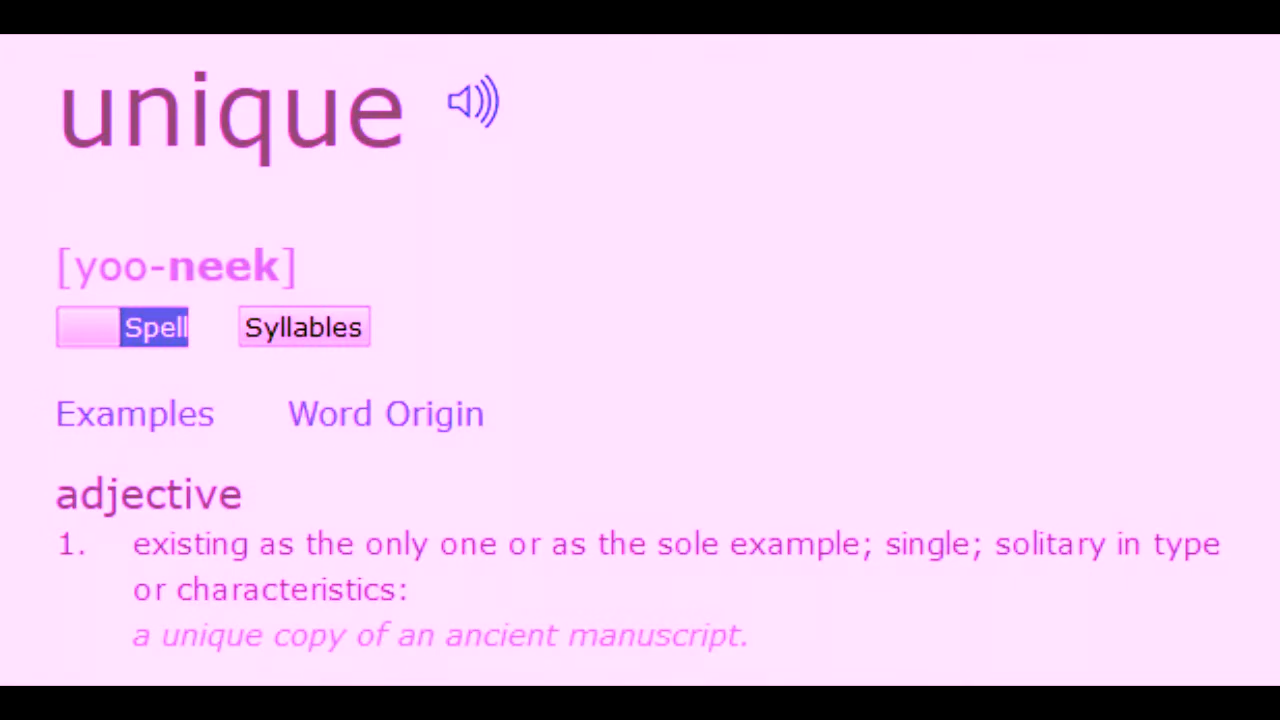 unique
[yoo-neek]
Spell Syllables
Examples Word Origin
adjective
1. existing as the only one or as the sole example; single; solitary in type
or characteristics:
a unique copy of an ancient manuscript.